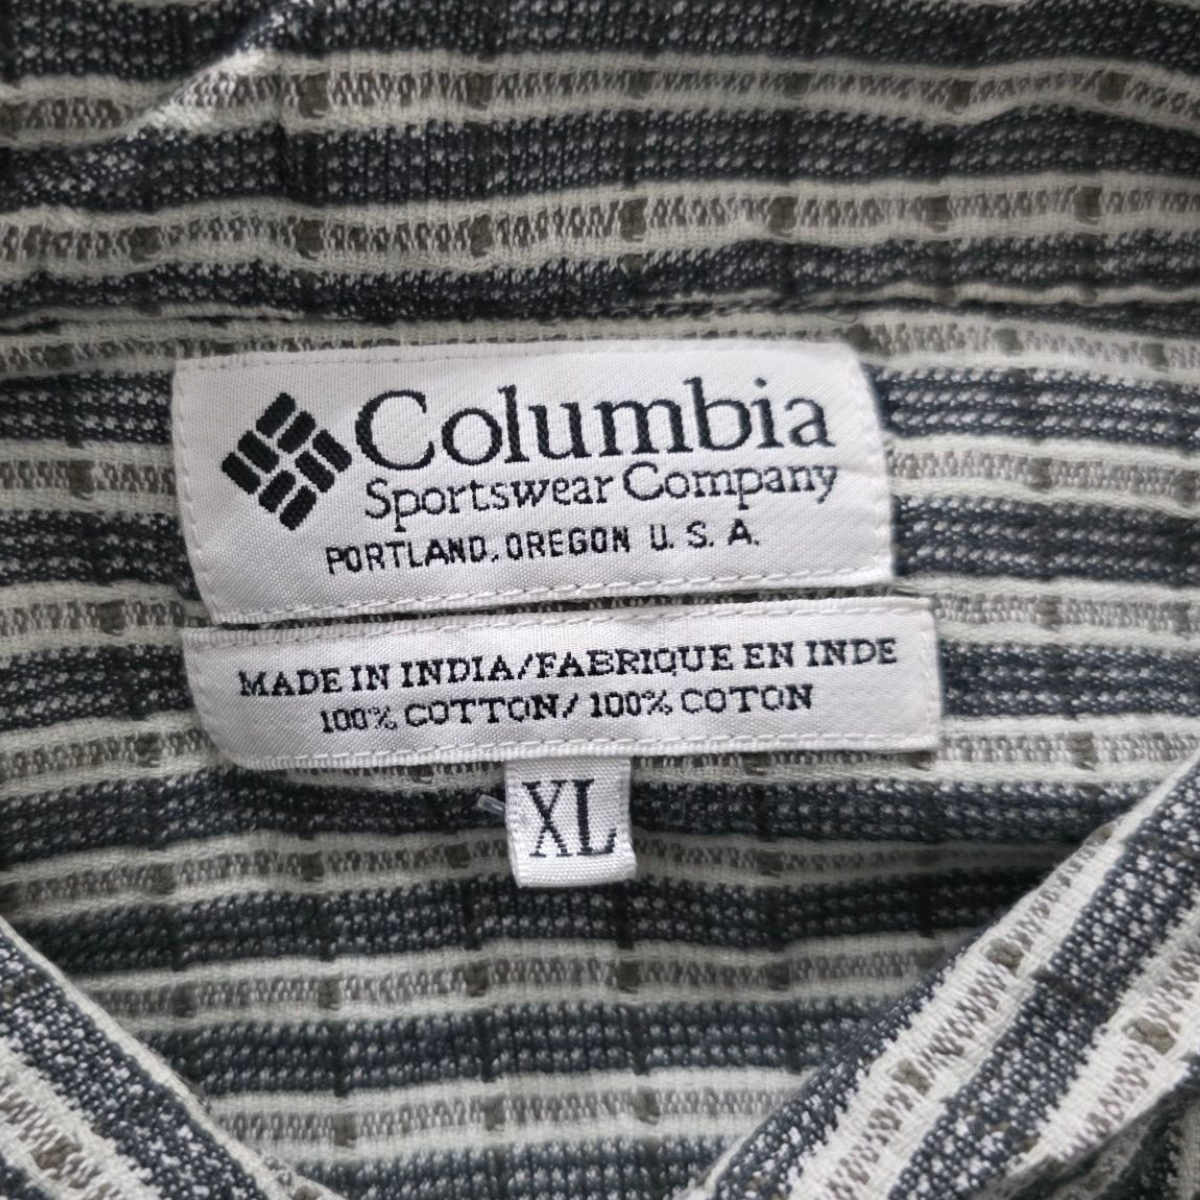 Columbia
Sportswear Company
PORTLAND, OREGON U. S. A.
MADE IN INDIA/FABRIQUE EN INDE
100% COTTON/ 100% COTON
XL